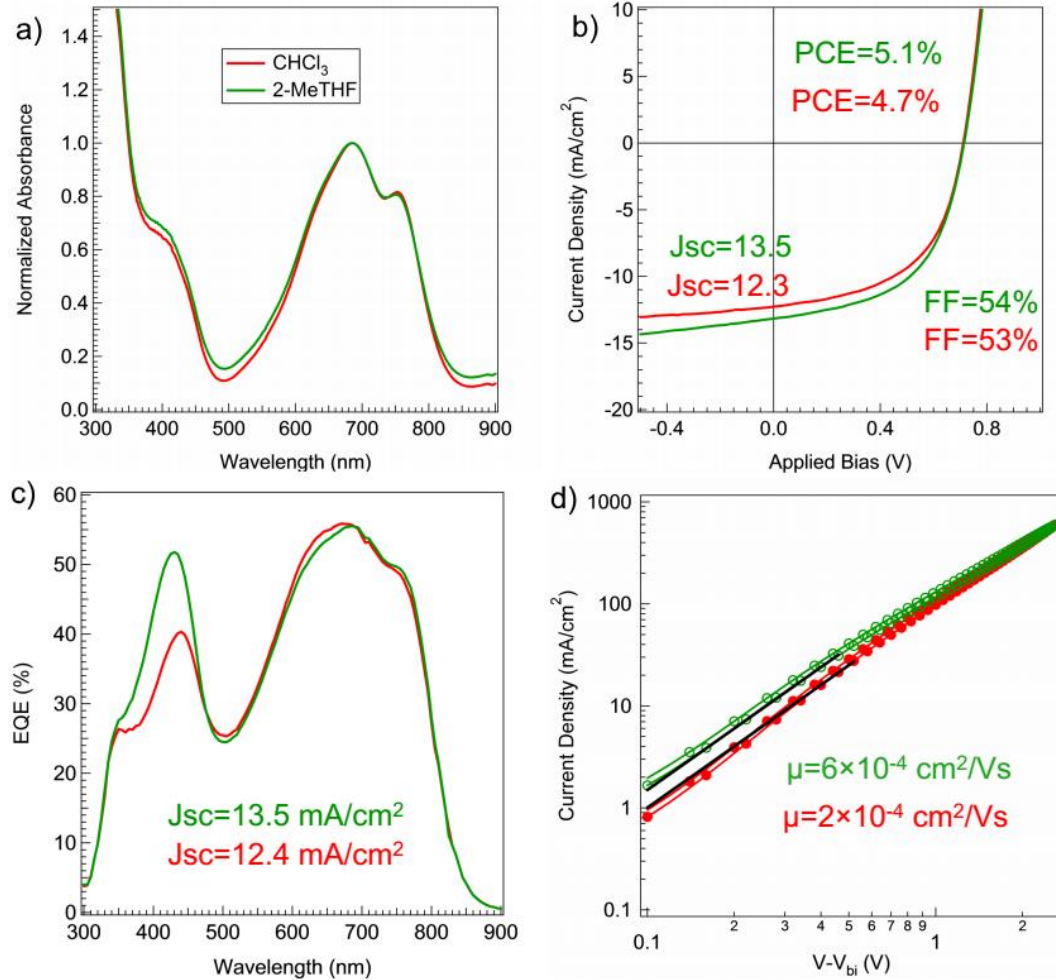 a)
1.4
1.2
1.0
0.8
0.6
0.4
0.2
0.0
Normalized Absorbance
CHCl₃
2-MeTHF
300 400 500 600 700 800 900
Wavelength (nm)
b)
10
5
0
-5
-10
-15
-20
Current Density (mA/cm²)
PCE=5.1%
PCE=4.7%
Jsc=13.5
Jsc=12.3
FF=54%
FF=53%
-0.4 0.0 0.4 0.8
Applied Bias (V)
c)
60
50
40
30
20
10
0
EQE (%)
Jsc=13.5 mA/cm²
Jsc=12.4 mA/cm²
300 400 500 600 700 800 900
Wavelength (nm)
d)
1000
100
10
1
0.1
Current Density (mA/cm²)
μ=6×10⁻⁴ cm²/Vs
μ=2×10⁻⁴ cm²/Vs
0.1 2 3 4 5 6 7 8 9 1 2
V-V_bi (V)